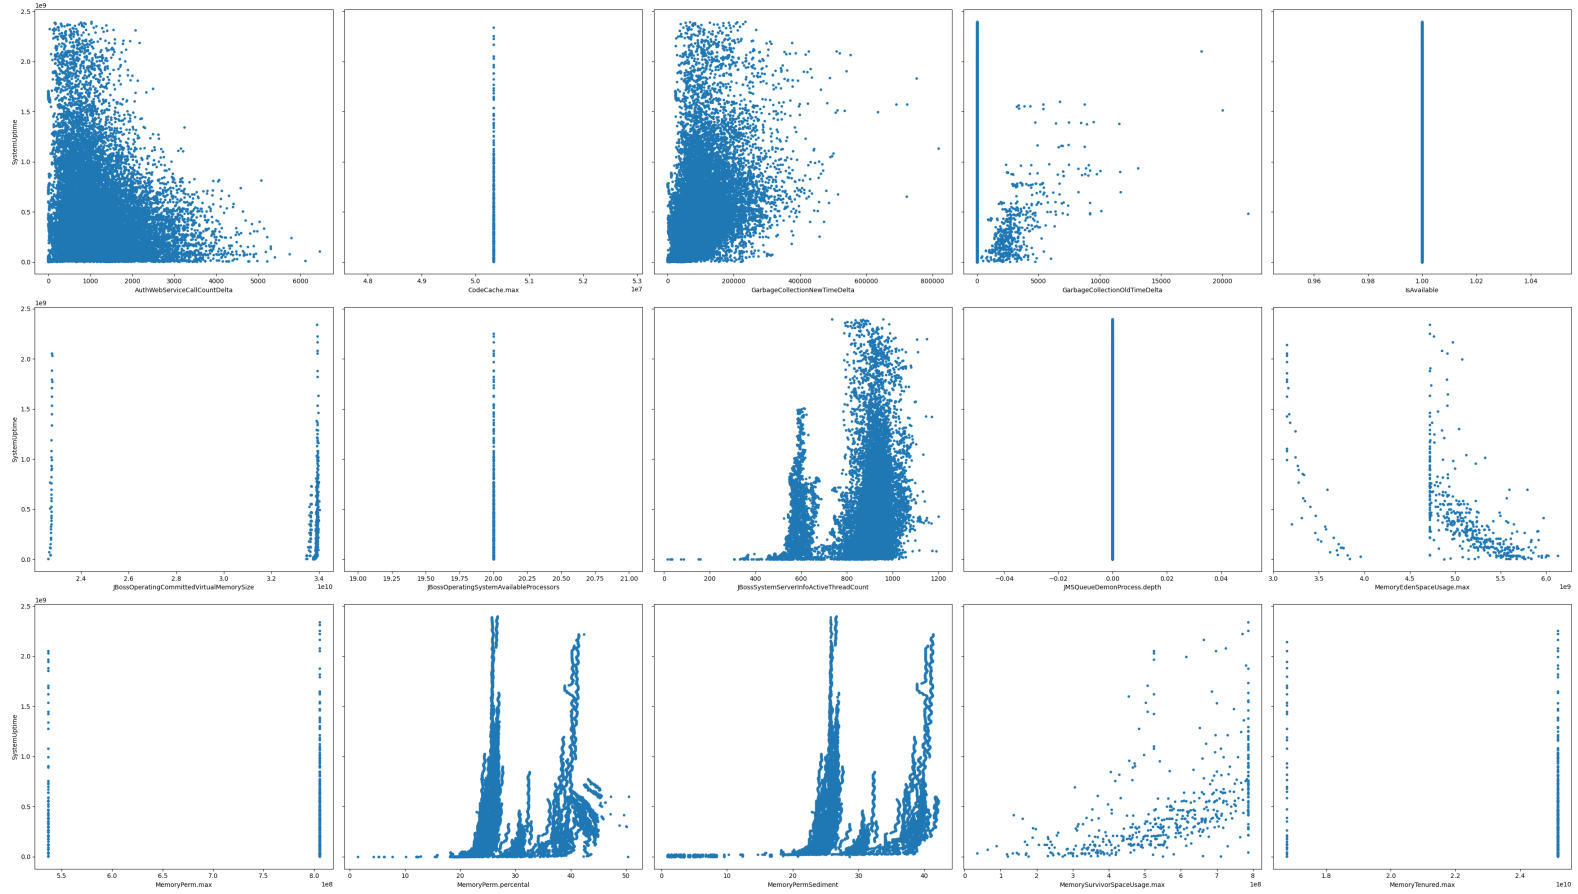 1e9
2.5
2.0
1.5
1.0
0.5
0.0
SystemUptime
0 1000 2000 3000 4000 5000 6000
AuthWebServiceCallCountDelta
4.8 4.9 5.0 5.1 5.2 5.3
CodeCache.max 1e7
0 200000 400000 600000 800000
GarbageCollectionNewTimeDelta
0 5000 10000 15000 20000
GarbageCollectionOldTimeDelta
0.96 0.98 1.00 1.02 1.04
IsAvailable
1e9
2.5
2.0
1.5
1.0
0.5
0.0
SystemUptime
2.4 2.6 2.8 3.0 3.2 3.4
JBossOperatingCommittedVirtualMemorySize 1e10
19.00 19.25 19.50 19.75 20.00 20.25 20.50 20.75 21.00
JBossOperatingSystemAvailableProcessors
0 200 400 600 800 1000 1200
JBossSystemServerInfoActiveThreadCount
−0.04 −0.02 0.00 0.02 0.04
JMSQueueDemonProcess.depth
3.0 3.5 4.0 4.5 5.0 5.5 6.0
MemoryEdenSpaceUsage.max 1e9
1e9
2.5
2.0
1.5
1.0
0.5
0.0
SystemUptime
5.5 6.0 6.5 7.0 7.5 8.0
MemoryPerm.max 1e8
0 10 20 30 40 50
MemoryPerm.percental
0 10 20 30 40
MemoryPermSediment
0 1 2 3 4 5 6 7 8
MemorySurvivorSpaceUsage.max 1e8
1.8 2.0 2.2 2.4
MemoryTenured.max 1e10